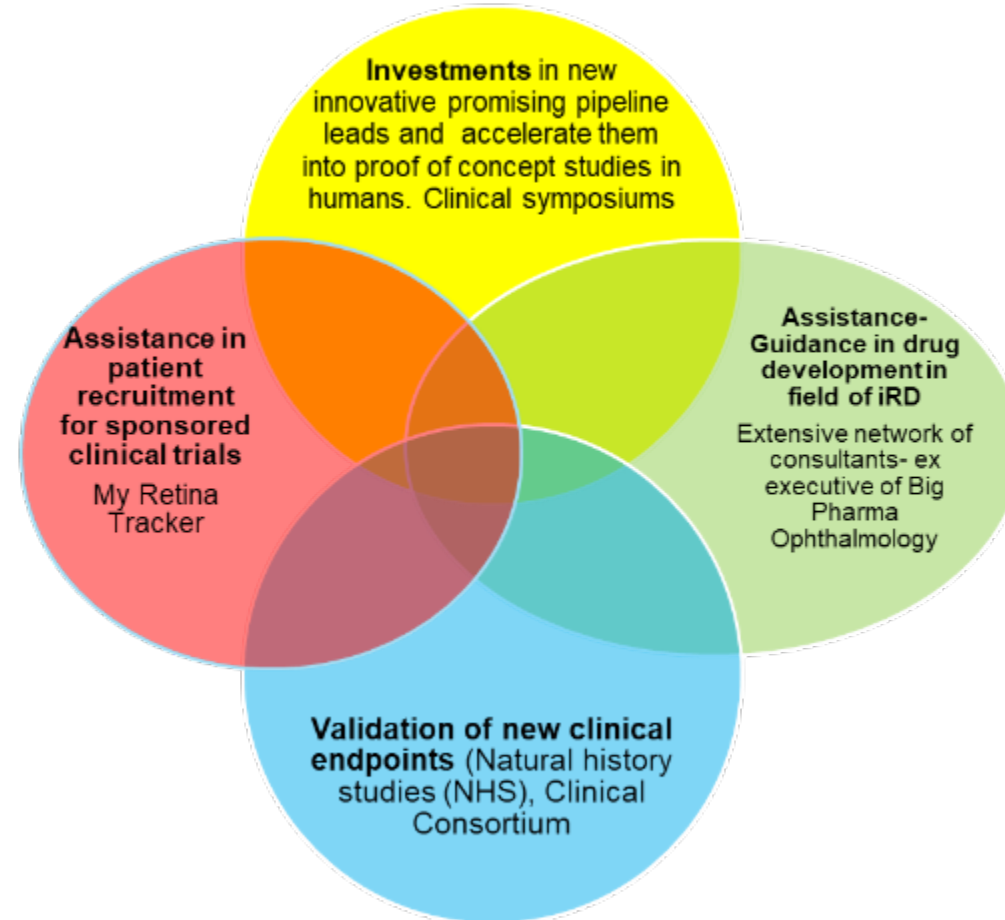 Investments in new
innovative promising pipeline
leads and accelerate them
into proof of concept studies in
humans. Clinical symposiums
Assistance in
patient
recruitment
for sponsored
clinical trials
My Retina
Tracker
Assistance-
Guidance in drug
development in
field of iRD
Extensive network of
consultants- ex
executive of Big
Pharma
Ophthalmology
Validation of new clinical
endpoints (Natural history
studies (NHS), Clinical
Consortium